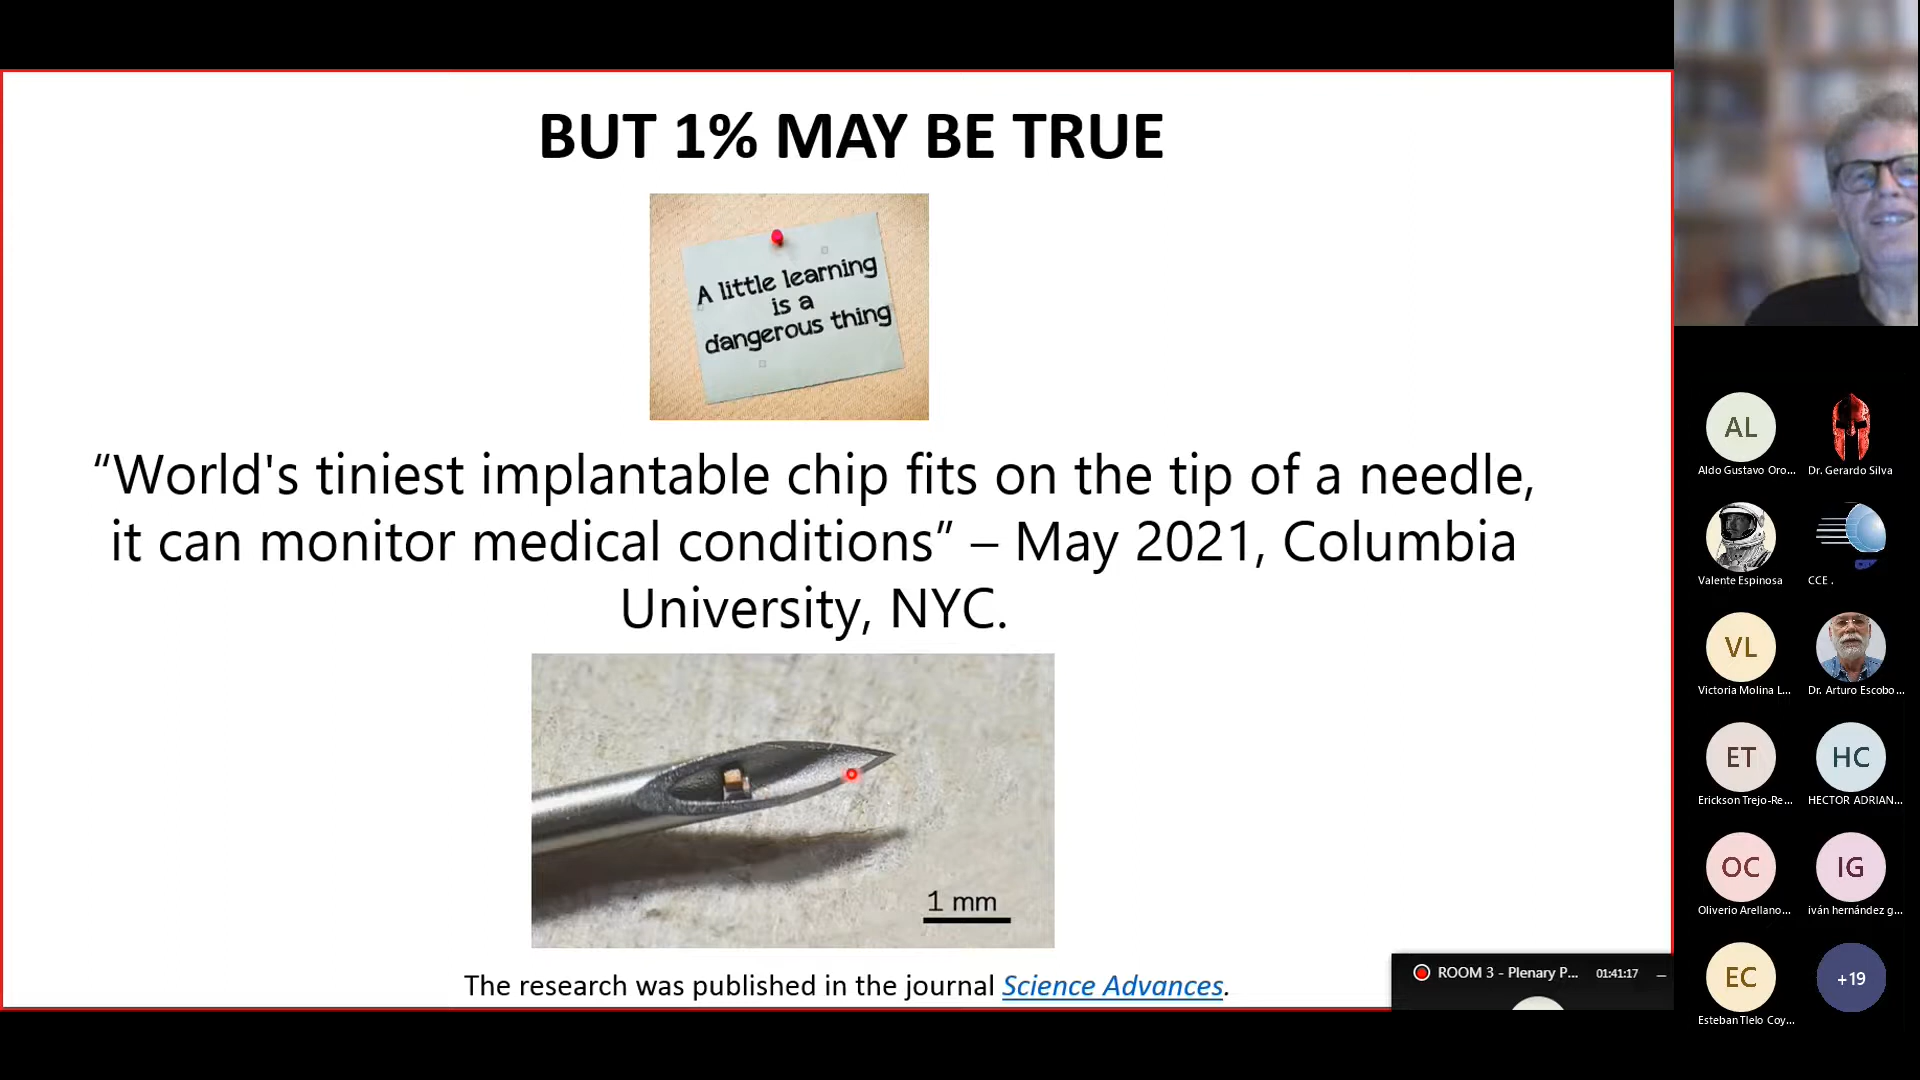 BUT 1% MAY BE TRUE
A little learning
is a
dangerous thing
“World's tiniest implantable chip fits on the tip of a needle,
it can monitor medical conditions” – May 2021, Columbia
University, NYC.
1 mm
The research was published in the journal Science Advances.
ROOM 3 - Plenary P... 01:41:17
AL
Aldo Gustavo Oro...
Dr. Gerardo Silva
Valente Espinosa
CCE .
VL
Victoria Molina L...
Dr. Arturo Escobo...
ET
Erickson Trejo-Re...
HC
HECTOR ADRIAN...
OC
Oliverio Arellano...
IG
iván hernández g...
EC
Esteban Tlelo Coy...
+19